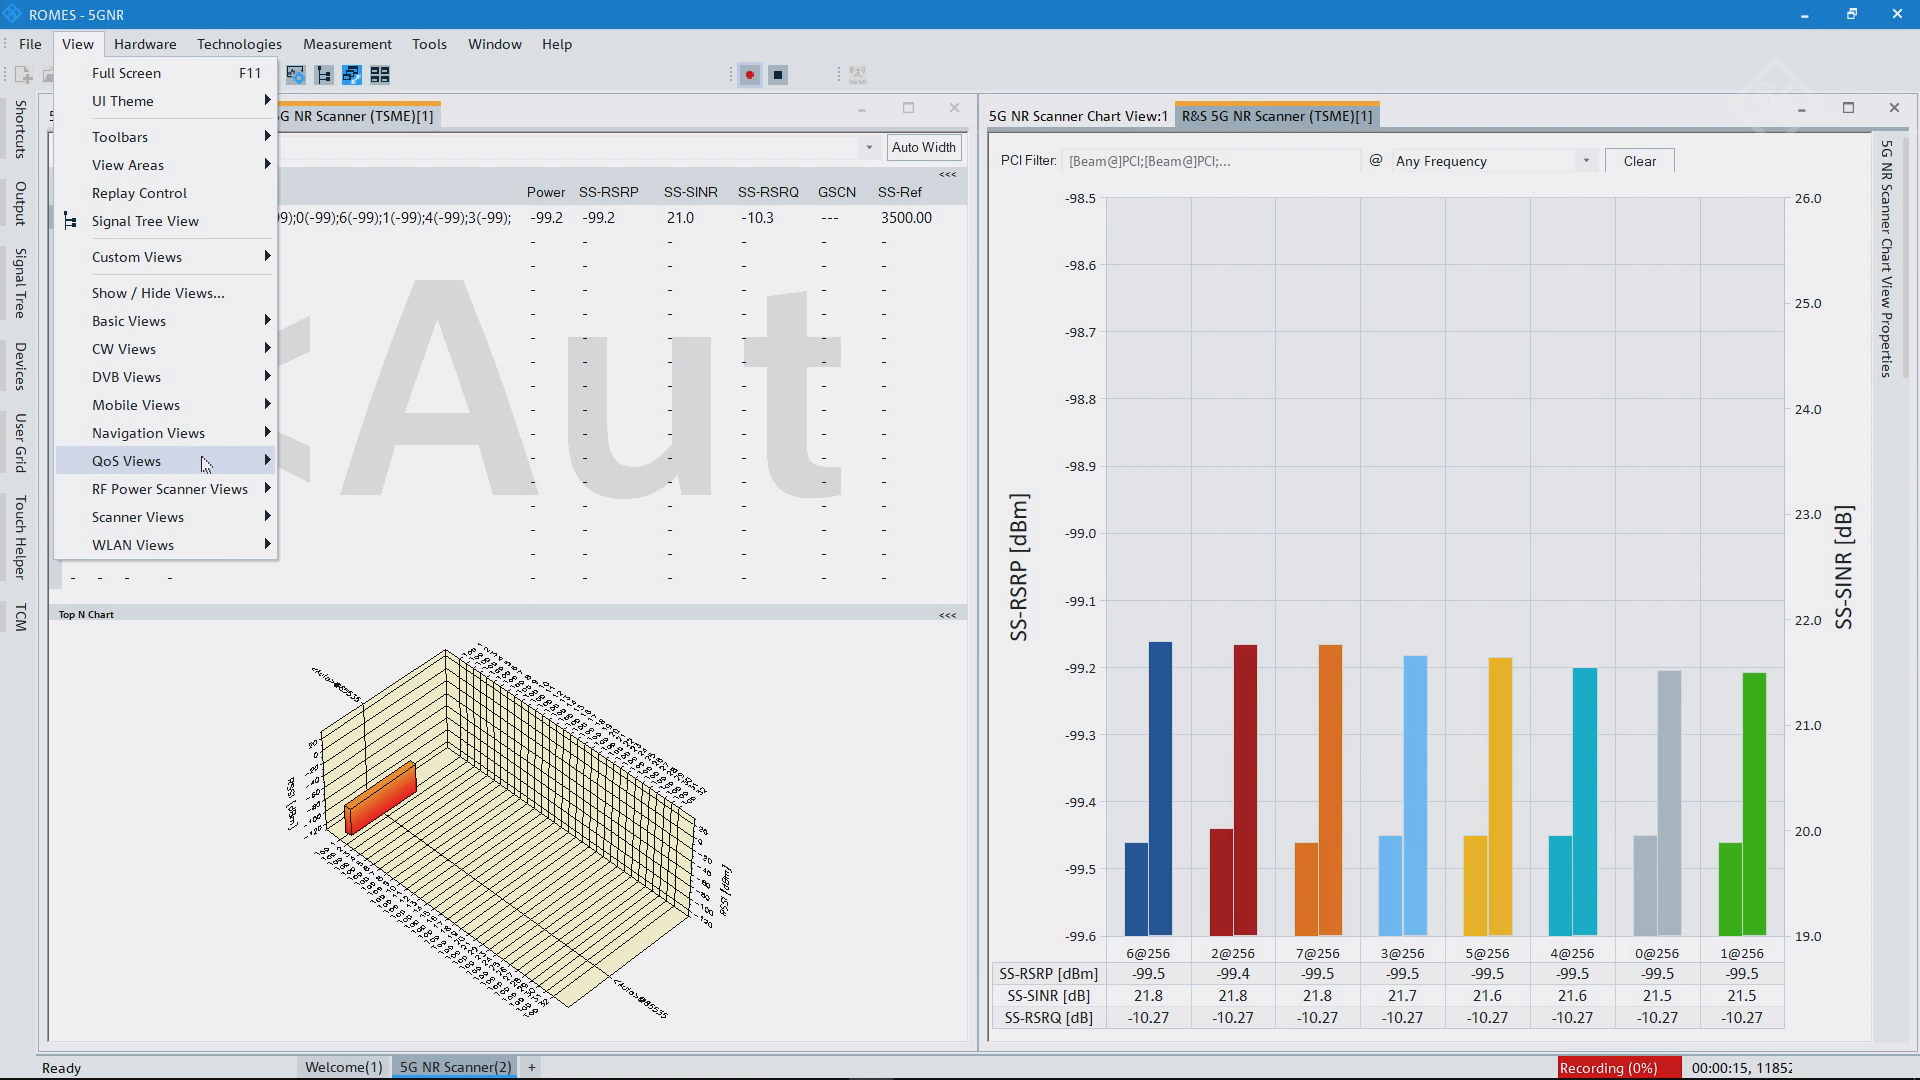 ROMES - 5GNR
File View Hardware Technologies Measurement Tools Window Help
Full Screen F11
UI Theme
Toolbars
View Areas
Replay Control
Signal Tree View
Custom Views
Show / Hide Views...
Basic Views
CW Views
DVB Views
Mobile Views
Navigation Views
QoS Views
RF Power Scanner Views
Scanner Views
WLAN Views
Shortcuts
Output
Signal Tree
Devices
User Grid
Touch Helper
TCM
G NR Scanner (TSME)[1]
Auto Width
<<<
Power SS-RSRP SS-SINR SS-RSRQ GSCN SS-Ref
99);0(-99);6(-99);1(-99);4(-99);3(-99); -99.2 -99.2 21.0 -10.3 --- 3500.00
- - - - - -
- - - - - -
- - - - - -
- - - - - -
- - - - - -
- - - - - -
- - - - - -
- - - - - -
- - - - - -
- - - - - -
- - - - - -
- - - - - -
- - - - - -
- - - - - -
- - - - - - - - - -
<Aut
Top N Chart <<<
5G NR Scanner Chart View:1 R&S 5G NR Scanner (TSME)[1]
PCI Filter: [Beam@]PCI;[Beam@]PCI;... @ Any Frequency Clear
5G NR Scanner Chart View Properties
SS-RSRP [dBm]
-98.5
-98.6
-98.7
-98.8
-98.9
-99.0
-99.1
-99.2
-99.3
-99.4
-99.5
-99.6
26.0
25.0
24.0
23.0
22.0
21.0
20.0
19.0
SS-SINR [dB]
6@256 2@256 7@256 3@256 5@256 4@256 0@256 1@256
SS-RSRP [dBm] -99.5 -99.4 -99.5 -99.5 -99.5 -99.5 -99.5 -99.5
SS-SINR [dB] 21.8 21.8 21.8 21.7 21.6 21.6 21.5 21.5
SS-RSRQ [dB] -10.27 -10.27 -10.27 -10.27 -10.27 -10.27 -10.27 -10.27
Ready Welcome(1) 5G NR Scanner(2) + Recording (0%) 00:00:15, 11852